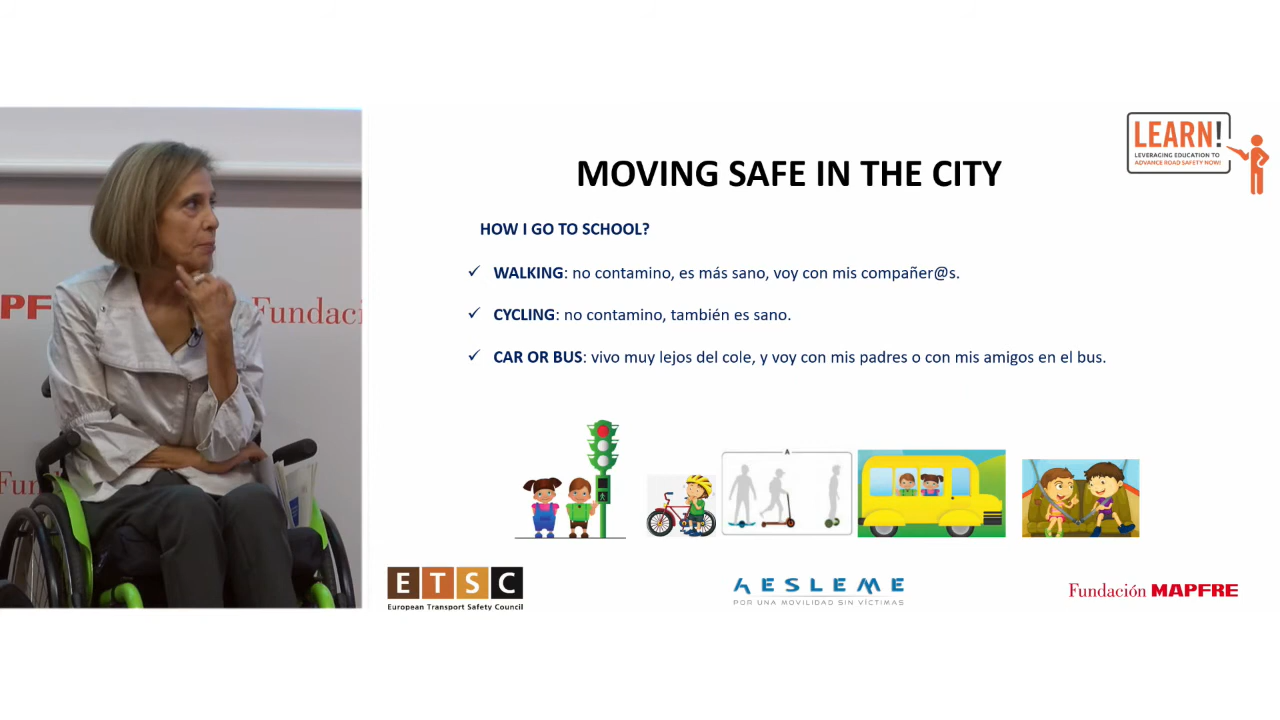 LEARN!
LEVERAGING EDUCATION TO
ADVANCE ROAD SAFETY NOW!
MOVING SAFE IN THE CITY
HOW I GO TO SCHOOL?
✓ WALKING: no contamino, es más sano, voy con mis compañer@s.
✓ CYCLING: no contamino, también es sano.
✓ CAR OR BUS: vivo muy lejos del cole, y voy con mis padres o con mis amigos en el bus.
APF
Fundaci
Fun
A
ETSC
European Transport Safety Council
AESLEME
POR UNA MOVILIDAD SIN VÍCTIMAS
Fundación MAPFRE